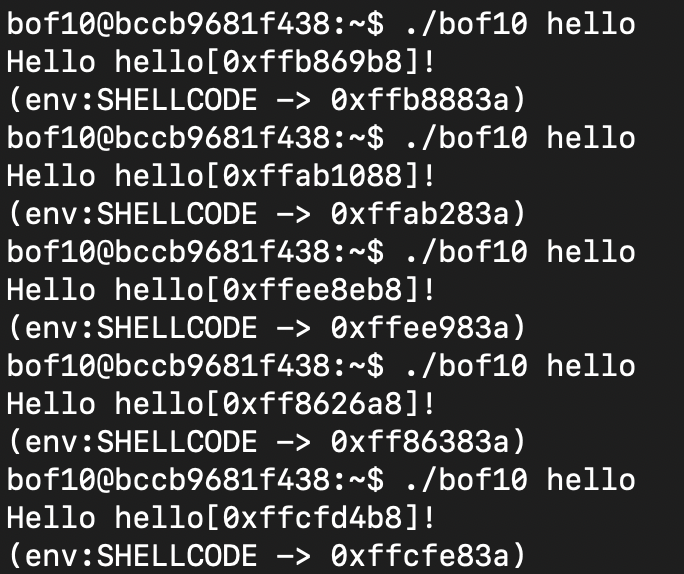 bof10@bccb9681f438:~$ ./bof10 hello
Hello hello[0xffb869b8]!
(env:SHELLCODE -> 0xffb8883a)
bof10@bccb9681f438:~$ ./bof10 hello
Hello hello[0xffab1088]!
(env:SHELLCODE -> 0xffab283a)
bof10@bccb9681f438:~$ ./bof10 hello
Hello hello[0xffee8eb8]!
(env:SHELLCODE -> 0xffee983a)
bof10@bccb9681f438:~$ ./bof10 hello
Hello hello[0xff8626a8]!
(env:SHELLCODE -> 0xff86383a)
bof10@bccb9681f438:~$ ./bof10 hello
Hello hello[0xffcfd4b8]!
(env:SHELLCODE -> 0xffcfe83a)